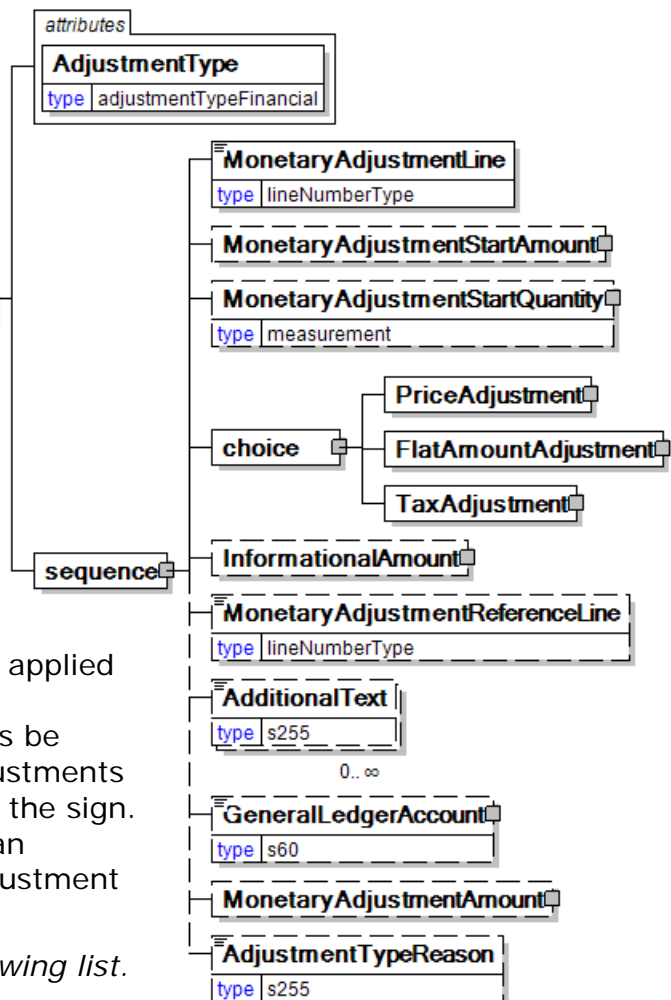 attributes
AdjustmentType
type adjustmentTypeFinancial
MonetaryAdjustmentLine
type lineNumberType
MonetaryAdjustmentStartAmount
MonetaryAdjustmentStartQuantity
type measurement
choice
PriceAdjustment
FlatAmountAdjustment
TaxAdjustment
sequence
InformationalAmount
MonetaryAdjustmentReferenceLine
type lineNumberType
AdditionalText
type s255
0.. ∞
GeneralLedgerAccount
type s60
MonetaryAdjustmentAmount
AdjustmentTypeReason
type s255
applied
s be
justments
the sign.
an
justment
wing list.